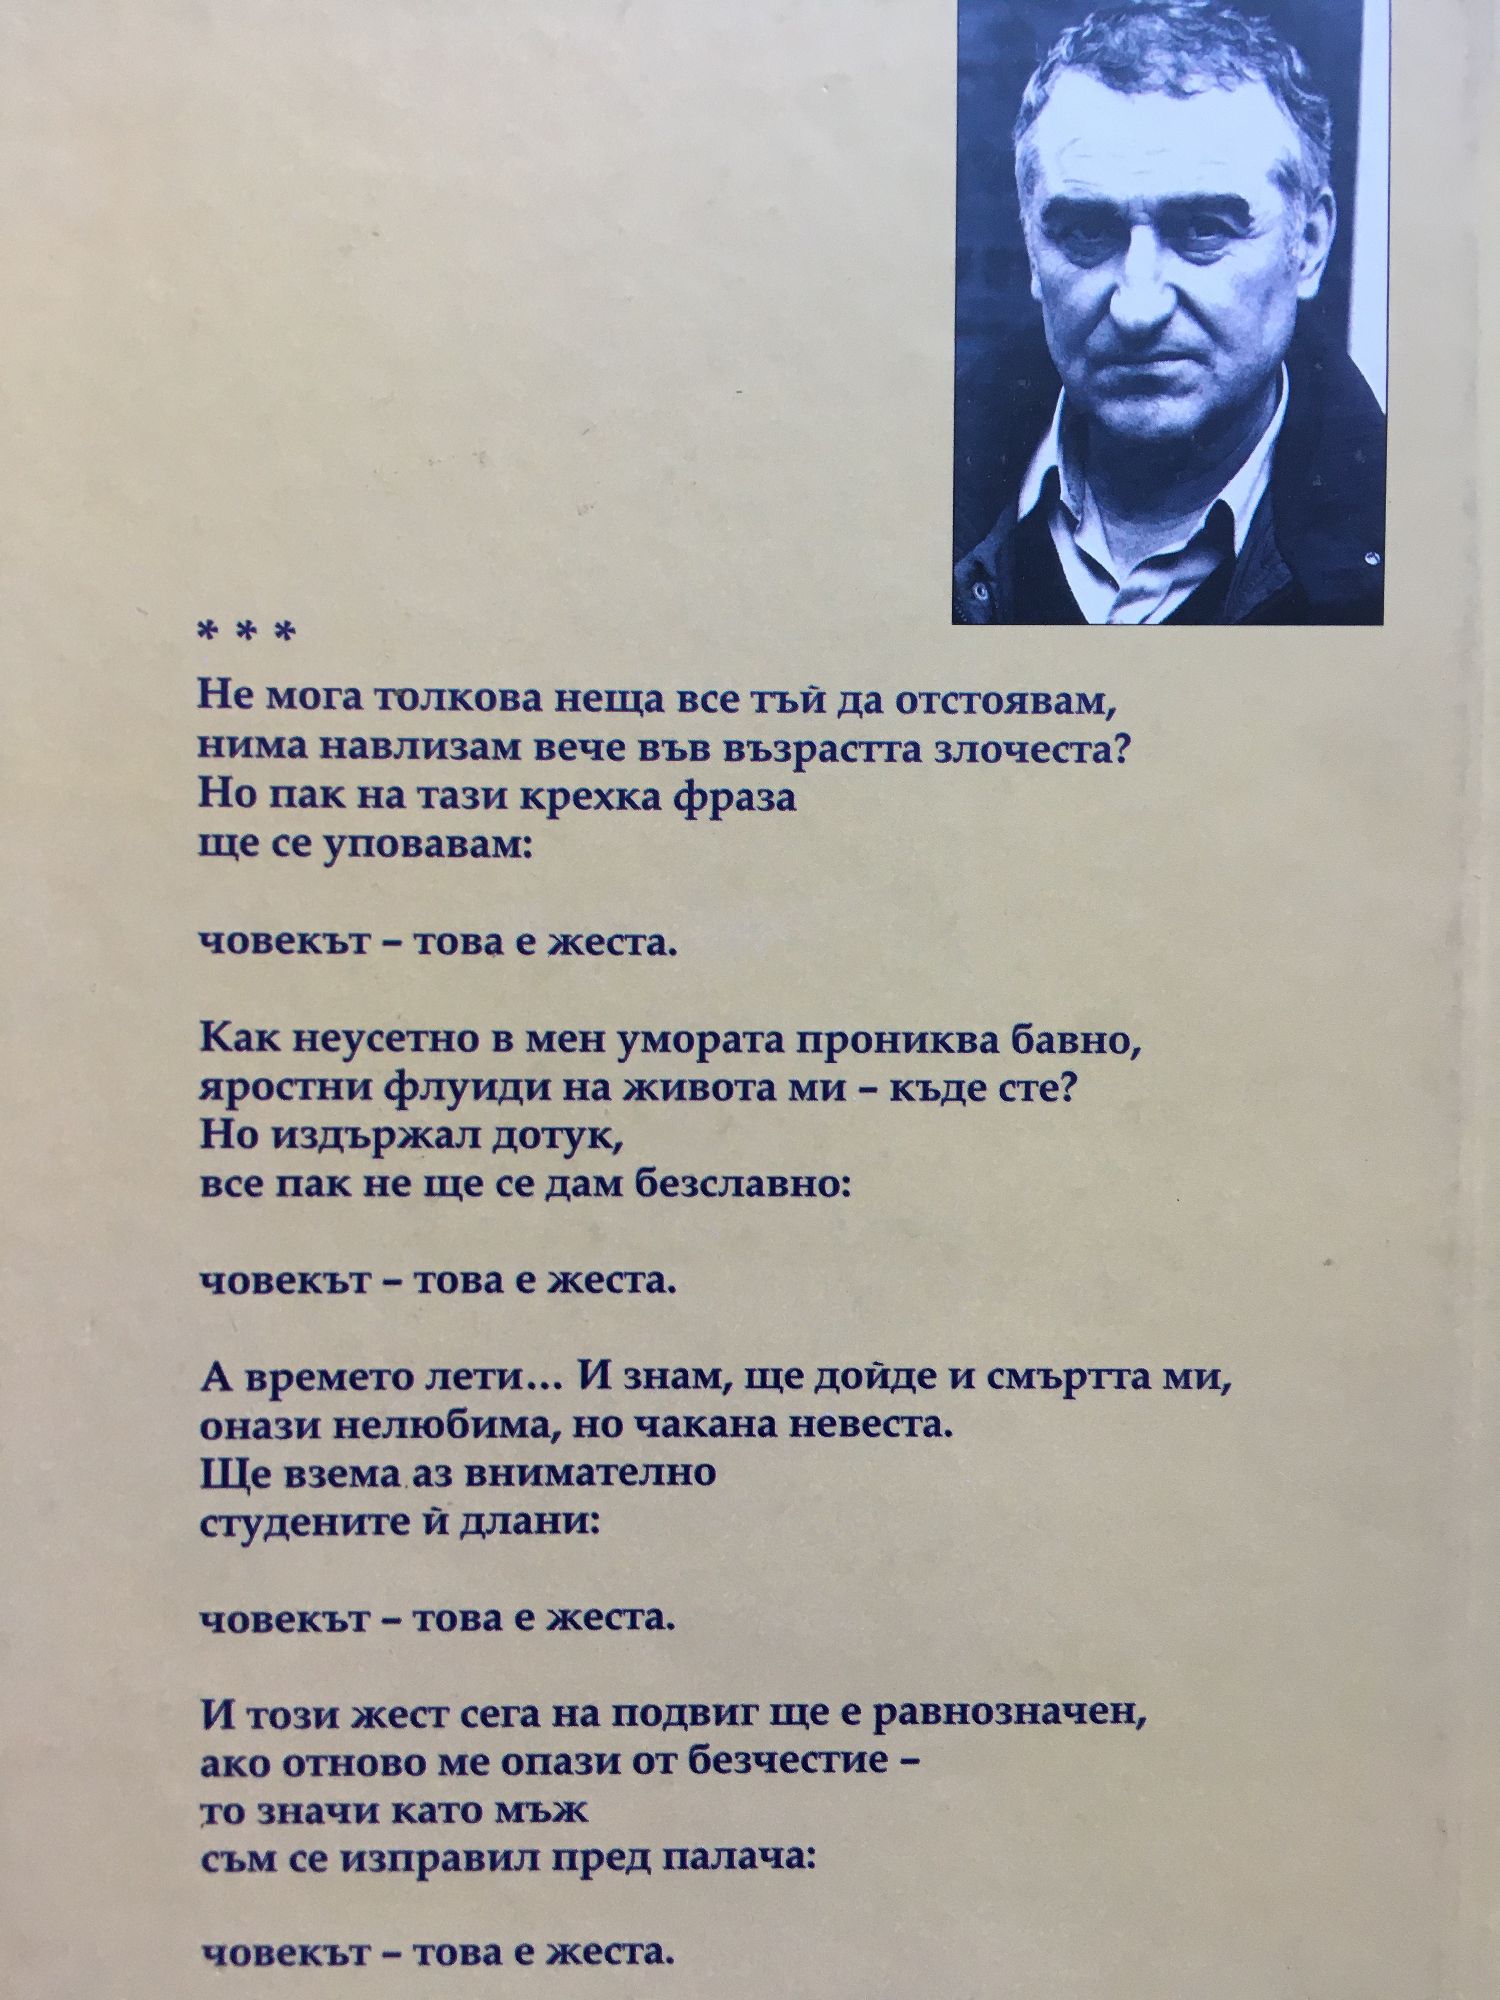 * * *
Не мога толкова неща все тъй да отстоявам,
нима навлизам вече във възрастта злочеста?
Но пак на тази крехка фраза
ще се уповавам:
човекът – това е жеста.
Как неусетно в мен умората прониква бавно,
яростни флуиди на живота ми – къде сте?
Но издържал дотук,
все пак не ще се дам безславно:
човекът – това е жеста.
А времето лети... И знам, ще дойде и смъртта ми,
онази нелюбима, но чакана невеста.
Ще взема аз внимателно
студените ѝ длани:
човекът – това е жеста.
И този жест сега на подвиг ще е равнозначен,
ако отново ме опази от безчестие –
то значи като мъж
съм се изправил пред палача:
човекът – това е жеста.